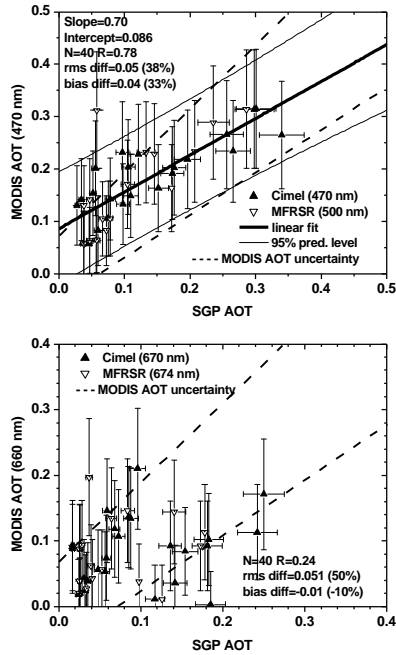 Slope=0.70
Intercept=0.086
N=40 R=0.78
rms diff=0.05 (38%)
bias diff=0.04 (33%)
0.5
0.4
0.3
0.2
0.1
0.0
MODIS AOT (470 nm)
Cimel (470 nm)
MFRSR (500 nm)
linear fit
95% pred. level
MODIS AOT uncertainty
0.0 0.1 0.2 0.3 0.4 0.5
SGP AOT
0.4
0.3
0.2
0.1
0.0
MODIS AOT (660 nm)
Cimel (670 nm)
MFRSR (674 nm)
MODIS AOT uncertainty
N=40 R=0.24
rms diff=0.051 (50%)
bias diff=-0.01 (-10%)
0.0 0.1 0.2 0.3 0.4 0.5
SGP AOT